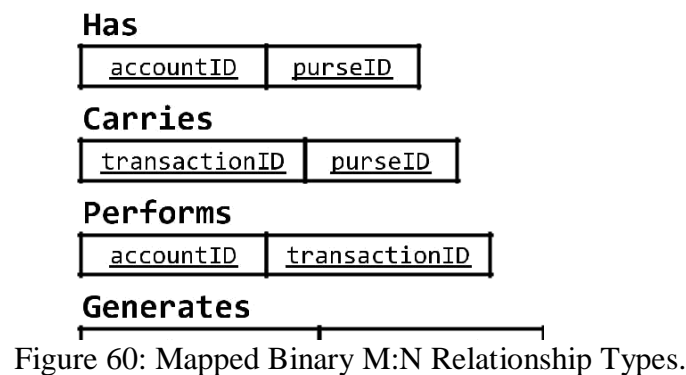 Has
accountID purseID
Carries
transactionID purseID
Performs
accountID transactionID
Generates
Figure 60: Mapped Binary M:N Relationship Types.